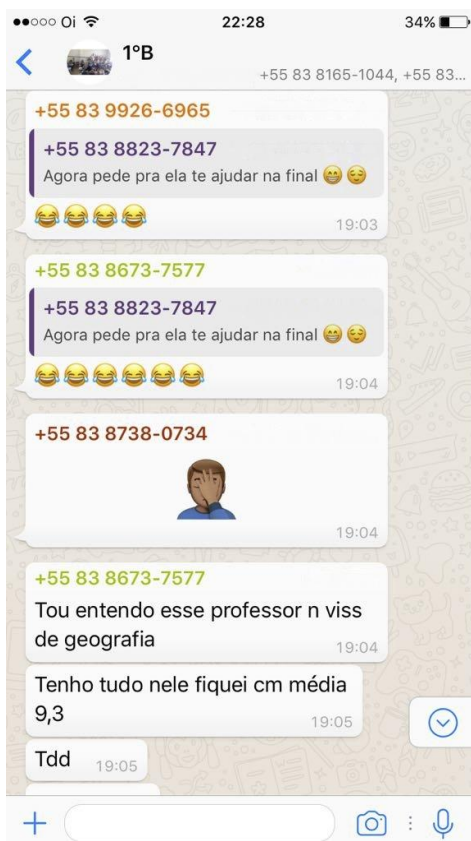 Oi 22:28 34%
1°B
+55 83 8165-1044, +55 83...
+55 83 9926-6965
+55 83 8823-7847
Agora pede pra ela te ajudar na final 😁😌
😂😂😂😂
19:03
+55 83 8673-7577
+55 83 8823-7847
Agora pede pra ela te ajudar na final 😁😌
😂😂😂😂😂😂
19:04
+55 83 8738-0734
🤦🏾‍♂️
19:04
+55 83 8673-7577
Tou entendo esse professor n viss
de geografia
19:04
Tenho tudo nele fiquei cm média
9,3
19:05
Tdd 19:05